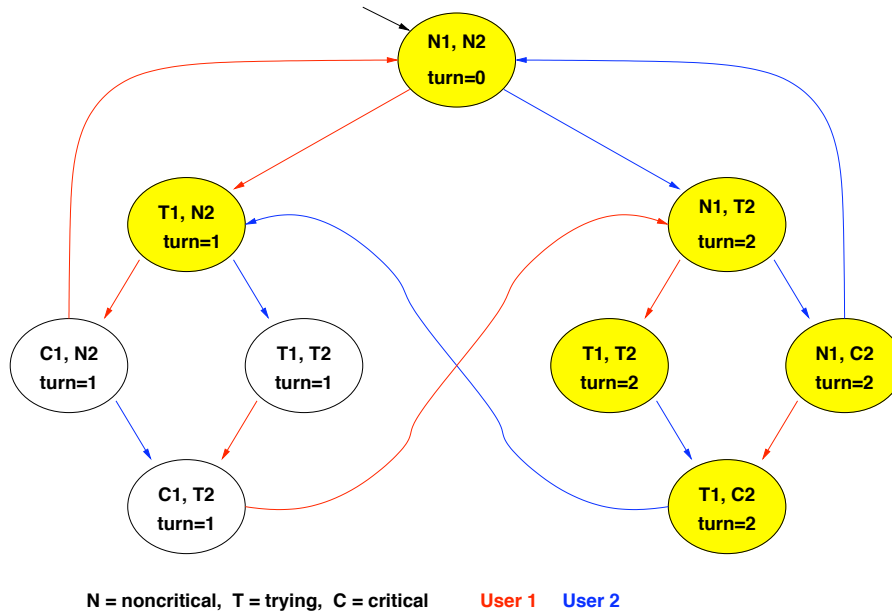 N1, N2
turn=0
T1, N2
turn=1
N1, T2
turn=2
C1, N2
turn=1
T1, T2
turn=1
T1, T2
turn=2
N1, C2
turn=2
C1, T2
turn=1
T1, C2
turn=2
N = noncritical, T = trying, C = critical User 1 User 2